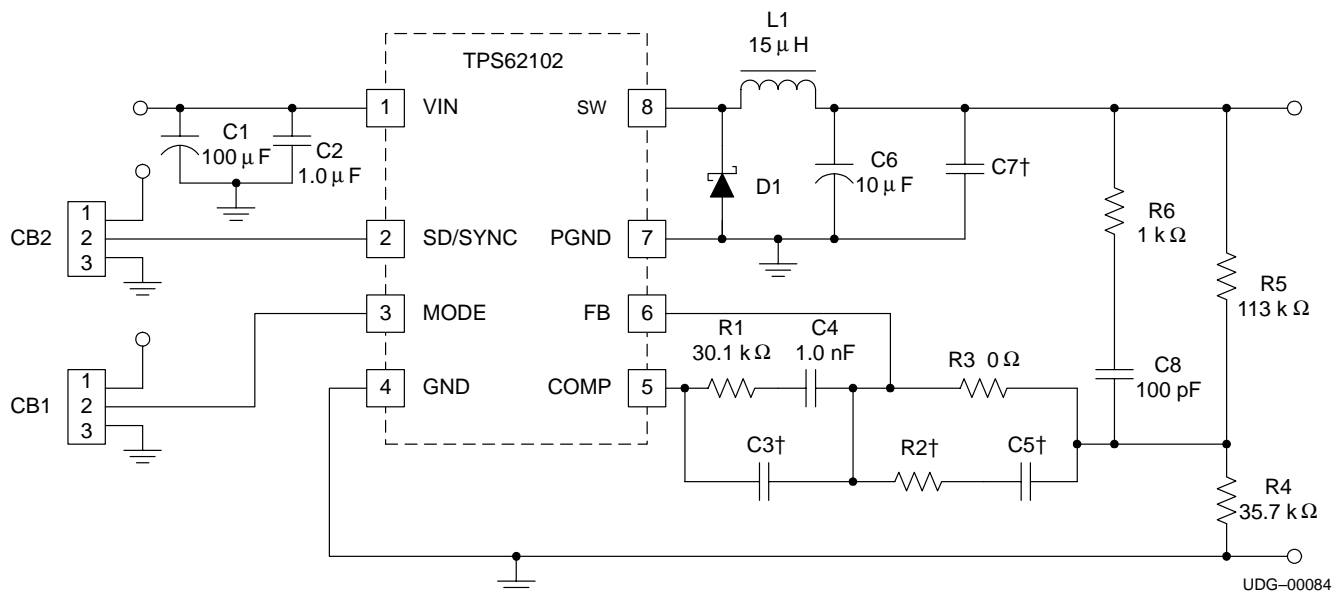 L1
15 µH
TPS62102
1 VIN
SW 8
C1
100 µF
C2
1.0 µF
C6
10 µF
C7†
D1
R6
1 kΩ
R5
113 kΩ
CB2
1
2
3
2 SD/SYNC
PGND 7
3 MODE
FB 6
R1
30.1 kΩ
C4
1.0 nF
R3 0 Ω
C8
100 pF
CB1
1
2
3
4 GND
COMP 5
C3†
R2†
C5†
R4
35.7 kΩ
UDG–00084